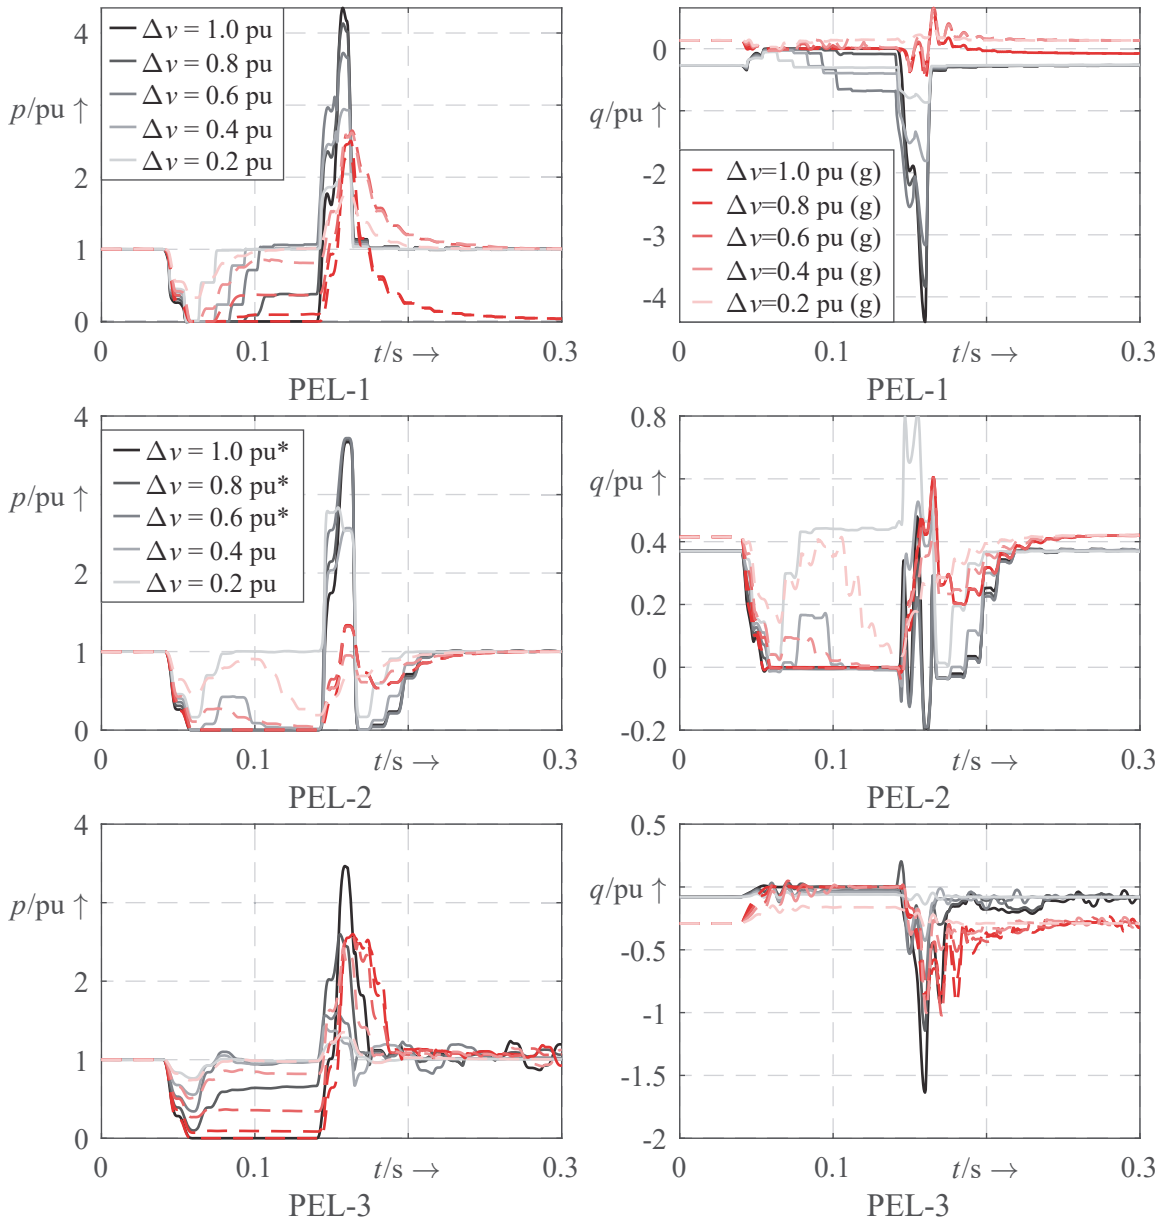 4
p/pu ↑
2
1
0
Δv = 1.0 pu
Δv = 0.8 pu
Δv = 0.6 pu
Δv = 0.4 pu
Δv = 0.2 pu
0
0.1
t/s →
0.3
PEL-1
0
q/pu ↑
-2
-3
-4
Δv=1.0 pu (g)
Δv=0.8 pu (g)
Δv=0.6 pu (g)
Δv=0.4 pu (g)
Δv=0.2 pu (g)
0
0.1
t/s →
0.3
PEL-1
4
p/pu ↑
2
1
0
Δv = 1.0 pu*
Δv = 0.8 pu*
Δv = 0.6 pu*
Δv = 0.4 pu
Δv = 0.2 pu
0
0.1
t/s →
0.3
PEL-2
0.8
q/pu ↑
0.4
0.2
0
-0.2
0
0.1
t/s →
0.3
PEL-2
4
p/pu ↑
2
1
0
0
0.1
t/s →
0.3
PEL-3
0.5
q/pu ↑
-0.5
-1
-1.5
-2
0
0.1
t/s →
0.3
PEL-3